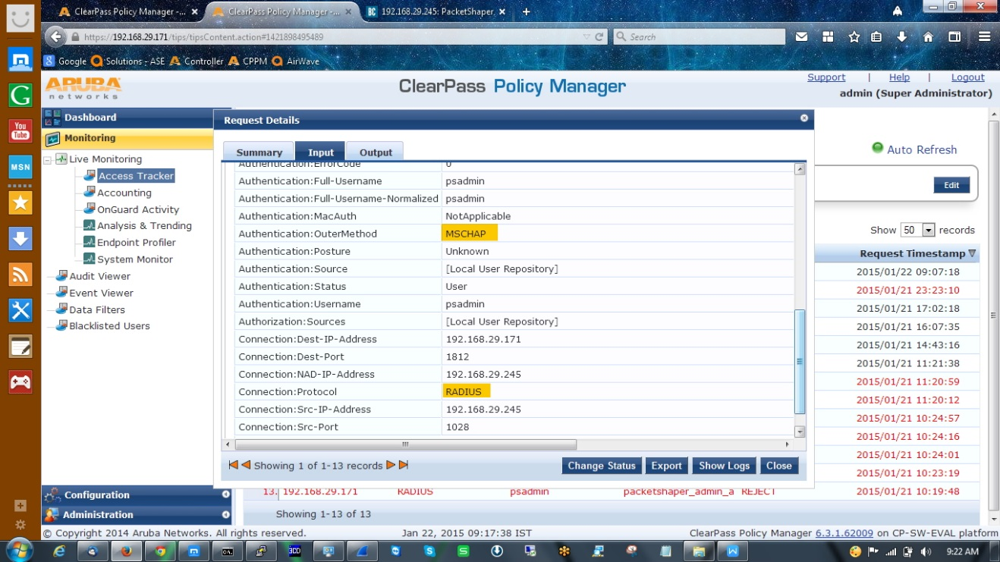 ClearPass Policy Manager -...
ClearPass Policy Manager -...
BC 192.168.29.245: PacketShaper...
https://192.168.29.171/tips/tipsContent.action#1421898495489
Search
Google
Solutions - ASE
Controller
CPPM
AirWave
You Tube
MSN
ARUBA
networks
ClearPass Policy Manager
Support | Help | Logout
admin (Super Administrator)
Dashboard
Monitoring
Live Monitoring
Access Tracker
Accounting
OnGuard Activity
Analysis & Trending
Endpoint Profiler
System Monitor
Audit Viewer
Event Viewer
Data Filters
Blacklisted Users
Configuration
Administration
Request Details
Summary Input Output
Authentication:ErrorCode 0
Authentication:Full-Username psadmin
Authentication:Full-Username-Normalized psadmin
Authentication:MacAuth NotApplicable
Authentication:OuterMethod MSCHAP
Authentication:Posture Unknown
Authentication:Source [Local User Repository]
Authentication:Status User
Authentication:Username psadmin
Authorization:Sources [Local User Repository]
Connection:Dest-IP-Address 192.168.29.171
Connection:Dest-Port 1812
Connection:NAD-IP-Address 192.168.29.245
Connection:Protocol RADIUS
Connection:Src-IP-Address 192.168.29.245
Connection:Src-Port 1028
Showing 1 of 1-13 records
Change Status Export Show Logs Close
Auto Refresh
Edit
Show 50 records
Request Timestamp
2015/01/22 09:07:18
2015/01/21 23:23:10
2015/01/21 17:02:18
2015/01/21 16:07:35
2015/01/21 14:43:16
2015/01/21 11:21:38
2015/01/21 11:20:59
2015/01/21 11:20:12
2015/01/21 10:24:57
2015/01/21 10:24:16
2015/01/21 10:24:01
2015/01/21 10:23:19
13. 192.168.29.171 RADIUS psadmin packetshaper_admin_a REJECT 2015/01/21 10:19:48
Showing 1-13 of 13
© Copyright 2014 Aruba Networks. All rights reserved. Jan 22, 2015 09:17:38 IST ClearPass Policy Manager 6.3.1.62009 on CP-SW-EVAL platform
9:22 AM